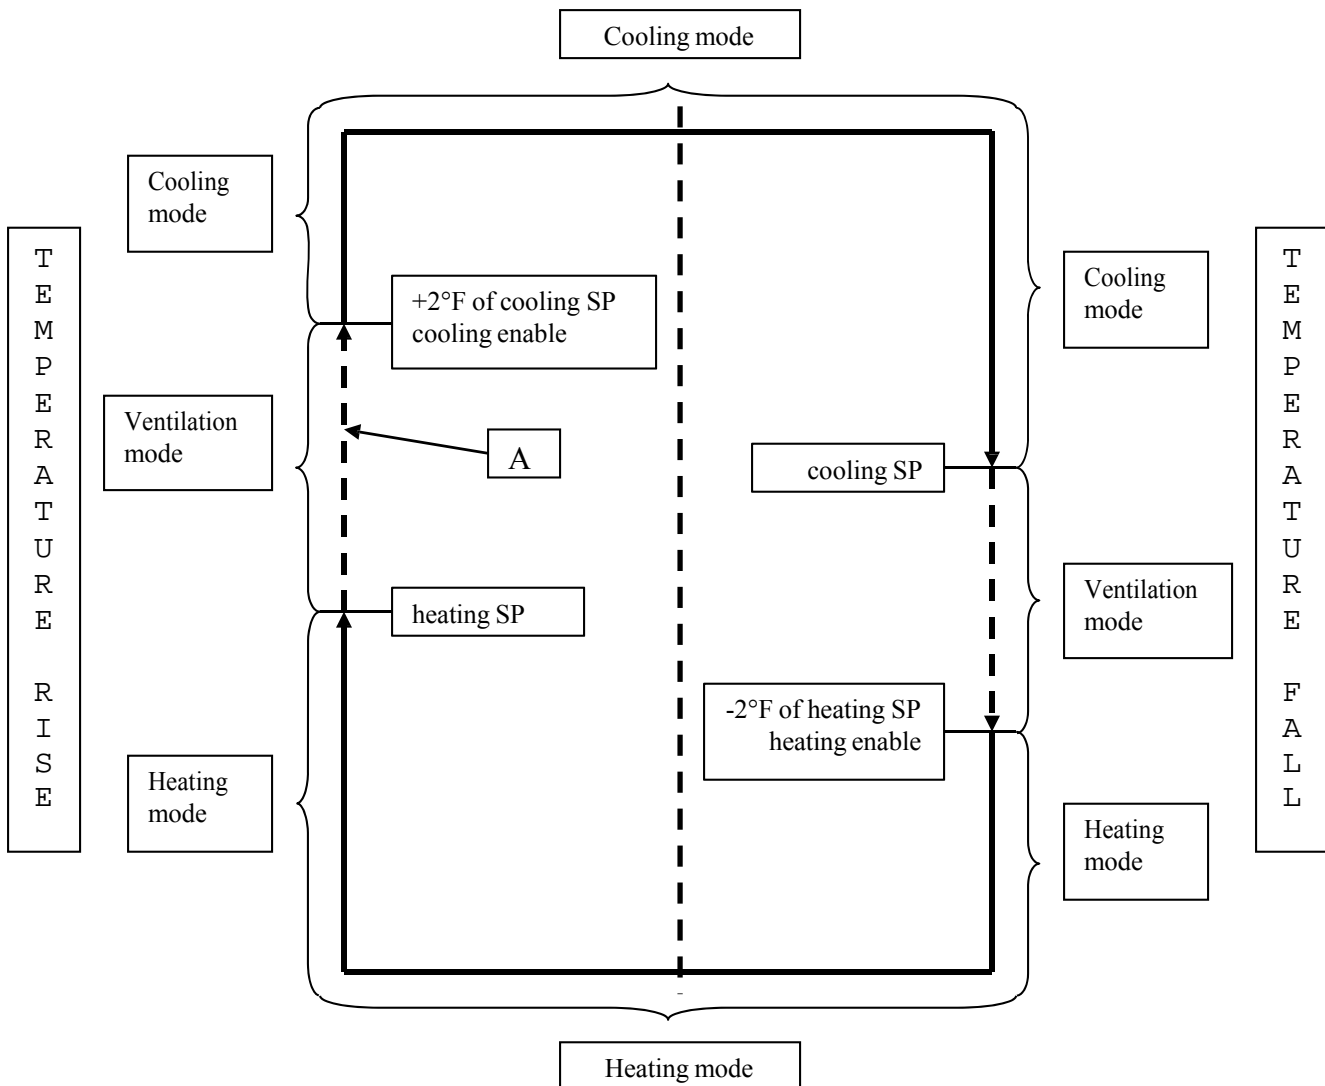 Cooling mode
Cooling
mode
T
E
M
P
E
R
A
T
U
R
E
R
I
S
E
+2°F of cooling SP
cooling enable
Ventilation
mode
A
heating SP
Heating
mode
Cooling
mode
T
E
M
P
E
R
A
T
U
R
E
F
A
L
L
cooling SP
Ventilation
mode
-2°F of heating SP
heating enable
Heating
mode
Heating mode